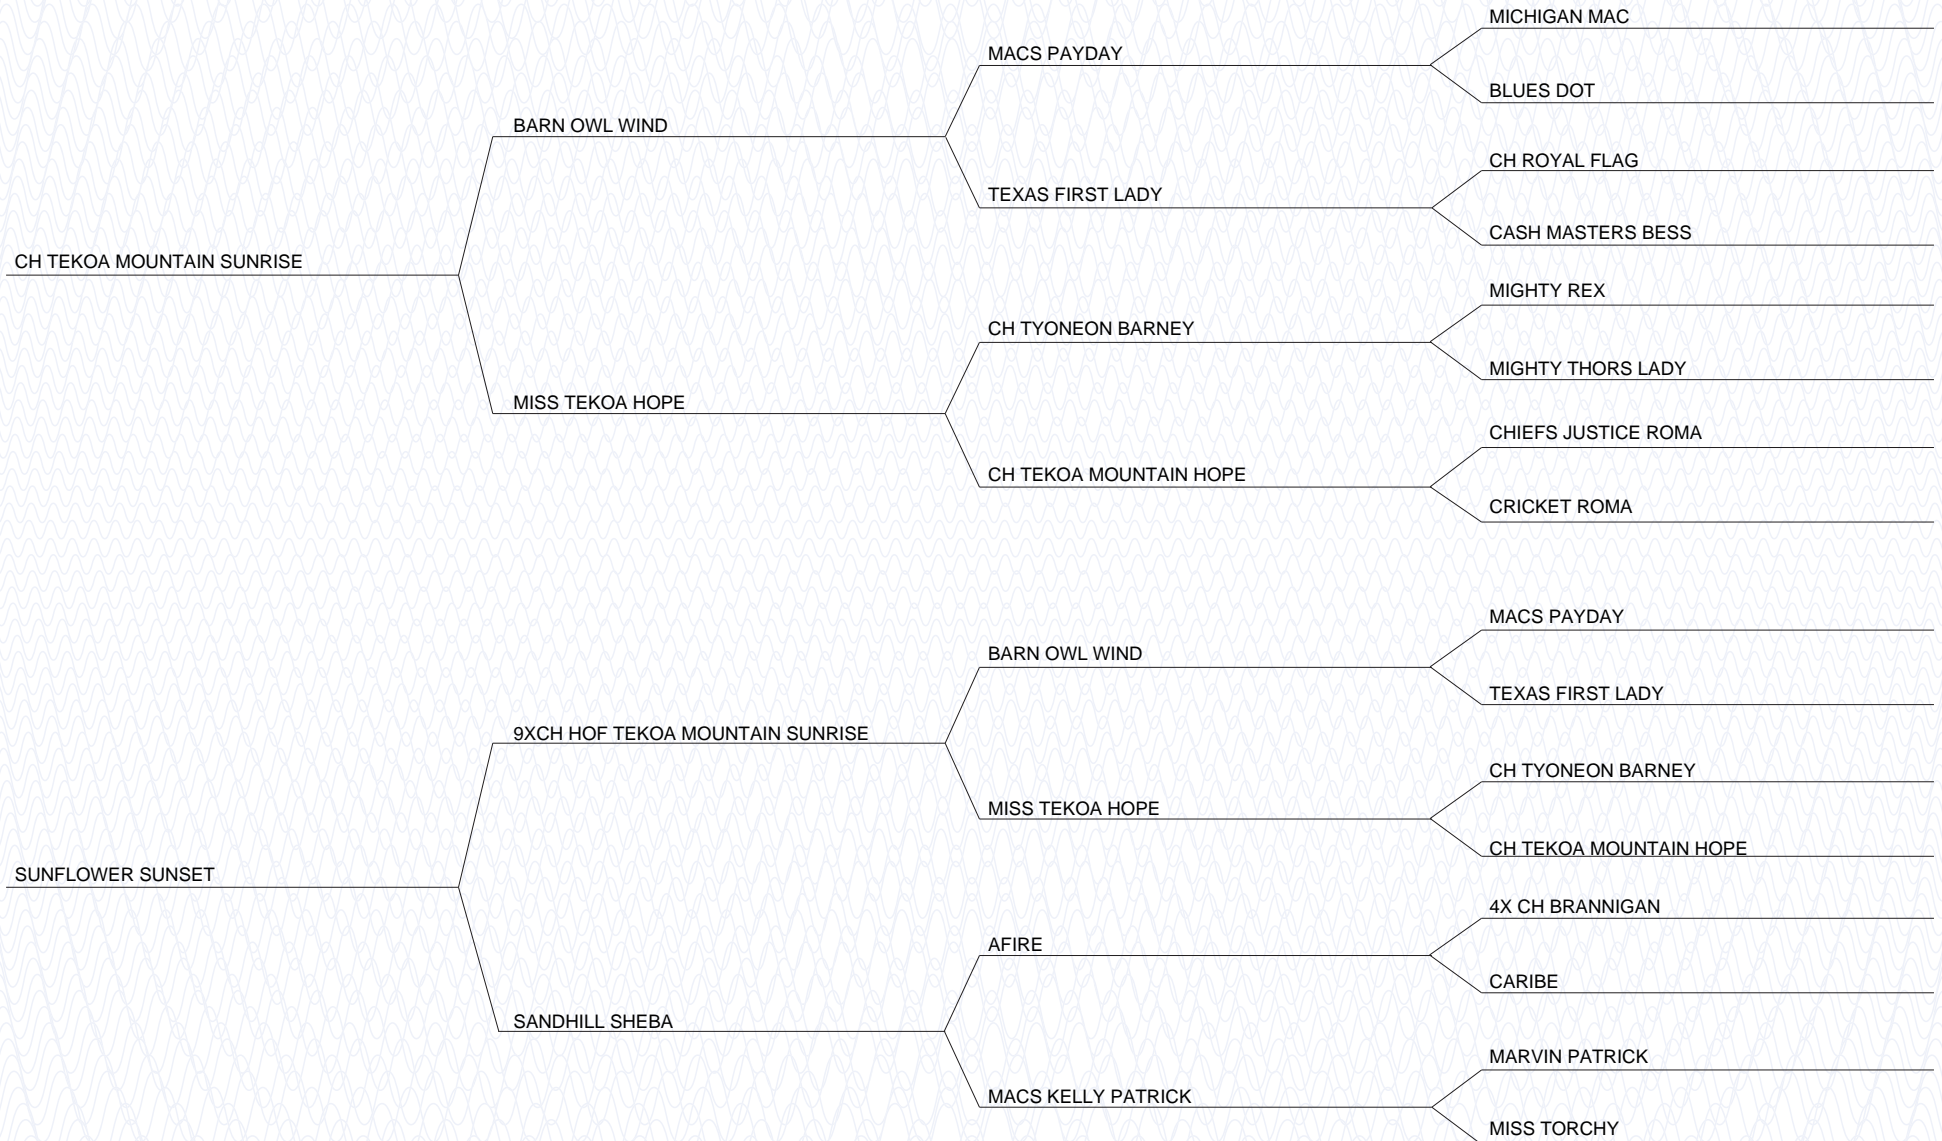 MICHIGAN MAC
MACS PAYDAY
BLUES DOT
BARN OWL WIND
CH ROYAL FLAG
TEXAS FIRST LADY
CASH MASTERS BESS
CH TEKOA MOUNTAIN SUNRISE
MIGHTY REX
CH TYONEON BARNEY
MIGHTY THORS LADY
MISS TEKOA HOPE
CHIEFS JUSTICE ROMA
CH TEKOA MOUNTAIN HOPE
CRICKET ROMA
MACS PAYDAY
BARN OWL WIND
TEXAS FIRST LADY
9XCH HOF TEKOA MOUNTAIN SUNRISE
CH TYONEON BARNEY
MISS TEKOA HOPE
CH TEKOA MOUNTAIN HOPE
SUNFLOWER SUNSET
4X CH BRANNIGAN
AFIRE
CARIBE
SANDHILL SHEBA
MARVIN PATRICK
MACS KELLY PATRICK
MISS TORCHY